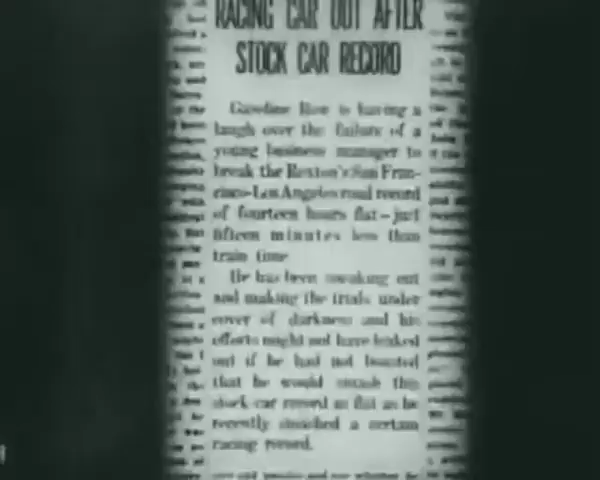 RACING CAR OUT AFTER
STOCK CAR RECORD
Gasoline Row is having a
laugh over the failure of a
young business manager to
break the Rexton's San Fran-
cisco-Los Angeles road record
of fourteen hours flat—just
fifteen minutes less than
train time
He has been sneaking out
and making the trials under
cover of darkness and his
efforts might not have leaked
out if he had not boasted
that he would smash this
stock car record as flat as he
recently smashed a certain
racing record.